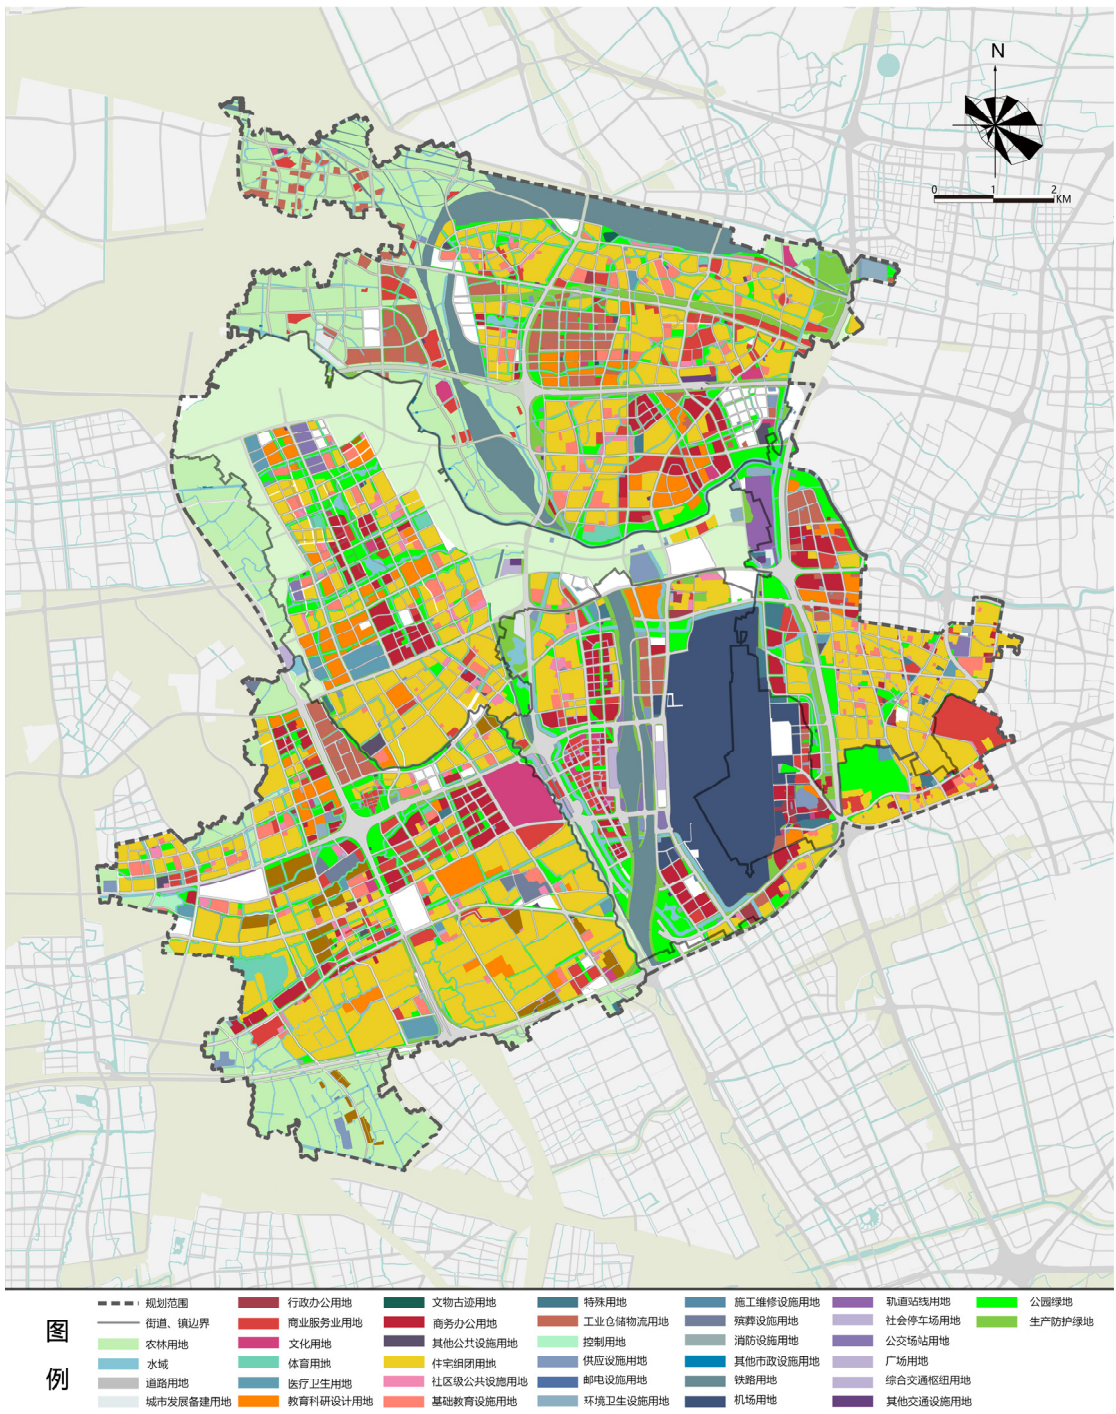 N
0 1 2
KM
图例
规划范围
街道、镇边界
农林用地
水域
道路用地
城市发展备建用地
行政办公用地
商业服务业用地
文化用地
体育用地
医疗卫生用地
教育科研设计用地
文物古迹用地
商务办公用地
其他公共设施用地
住宅组团用地
社区级公共设施用地
基础教育设施用地
特殊用地
工业仓储物流用地
控制用地
供应设施用地
邮电设施用地
环境卫生设施用地
施工维修设施用地
殡葬设施用地
消防设施用地
其他市政设施用地
铁路用地
机场用地
轨道站线用地
社会停车场用地
公交场站用地
广场用地
综合交通枢纽用地
其他交通设施用地
公园绿地
生产防护绿地